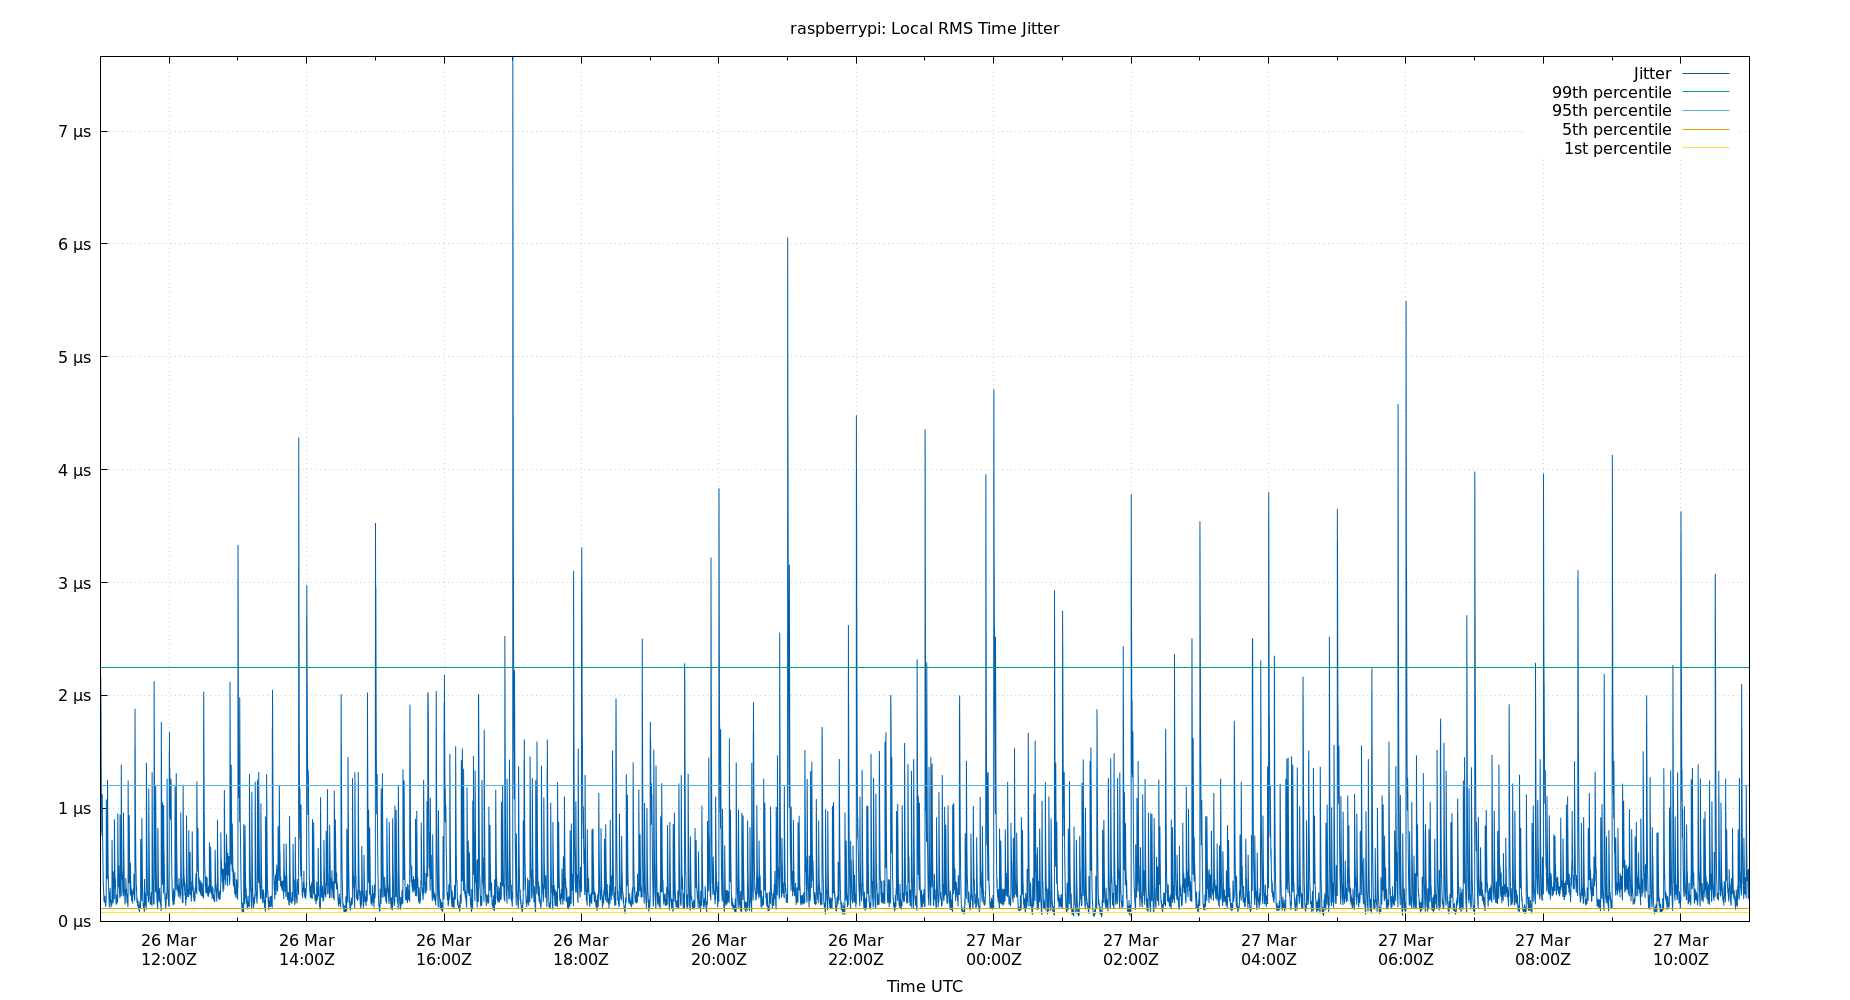 raspberrypi: Local RMS Time Jitter
Jitter
99th percentile
95th percentile
5th percentile
1st percentile
7 µs
6 µs
5 µs
4 µs
3 µs
2 µs
1 µs
0 µs
26 Mar 26 Mar 26 Mar 26 Mar 26 Mar 26 Mar 27 Mar 27 Mar 27 Mar 27 Mar 27 Mar 27 Mar
12:00Z 14:00Z 16:00Z 18:00Z 20:00Z 22:00Z 00:00Z 02:00Z 04:00Z 06:00Z 08:00Z 10:00Z
Time UTC